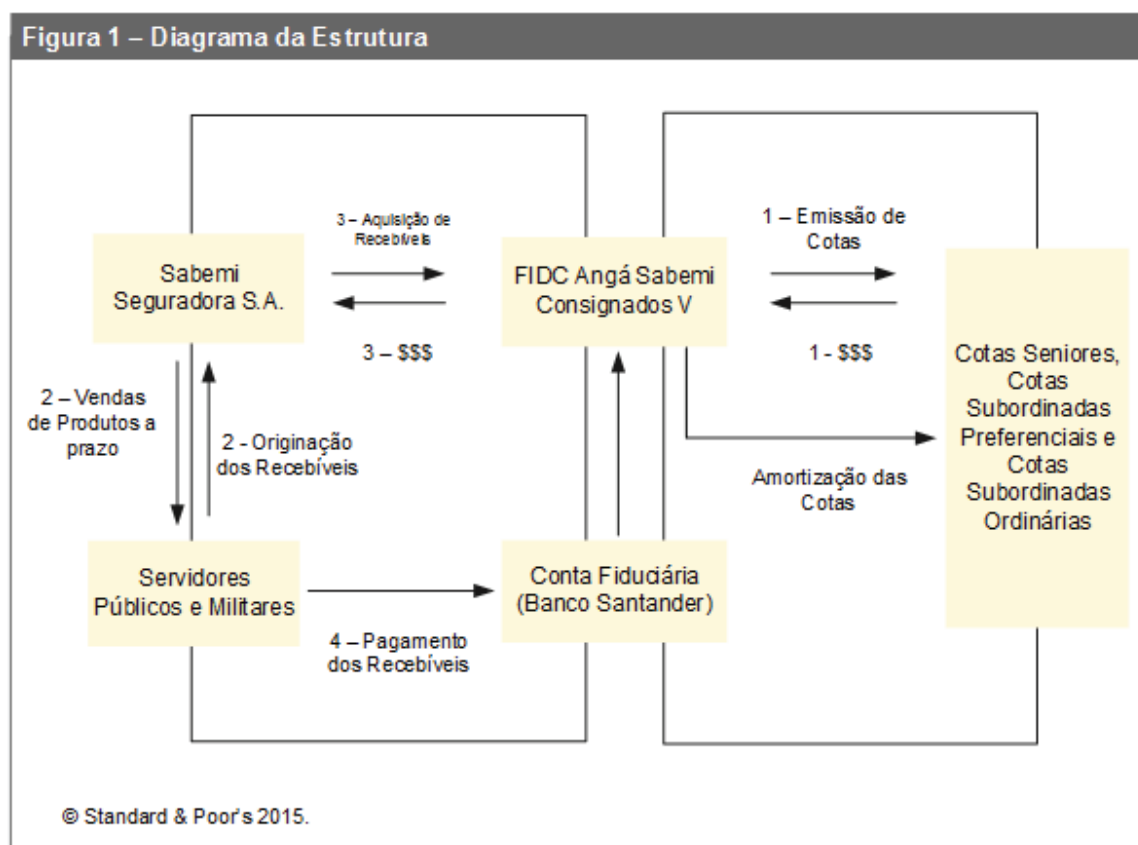 Figura 1 – Diagrama da Estrutura
3 – Aquisição de
Recebíveis
1 – Emissão de
Cotas
Sabemi
Seguradora S.A.
FIDC Angá Sabemi
Consignados V
3 – $$$
1 - $$$
Cotas Seniores,
Cotas
Subordinadas
Preferenciais e
Cotas
Subordinadas
Ordinárias
2 – Vendas
de Produtos a
prazo
2 - Originação
dos Recebíveis
Amortização das
Cotas
Servidores
Públicos e Militares
Conta Fiduciária
(Banco Santander)
4 – Pagamento
dos Recebíveis
© Standard & Poor's 2015.